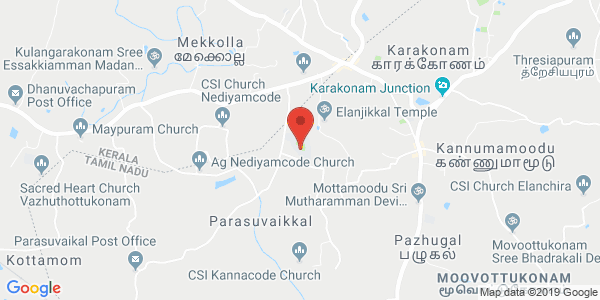 Mekkolla
മേക്കൊല്ല
Kulangarakonam Sree
Essakkiamman Madan...
Karakonam
காரக்கோணம்
Thresiapuram
த்ரேசியபுரம்
Dhanuvachapuram
Post Office
CSI Church
Nediyamcode
Karakonam Junction
Elanjikkal Temple
Maypuram Church
KERALA
TAMIL NADU
Ag Nediyamcode Church
Kannumamoodu
கண்ணுமாமூடு
Sacred Heart Church
Vazhuthottukonam
Mottamoodu Sri
Mutharamman Devi...
CSI Church Elanchira
Parasuvaikkal
Parasuvaikal Post Office
Kottamom
Pazhugal
பழுகல்
Movoottukonam
Sree Bhadrakali De
CSI Kannacode Church
MOOVOTTUKONAM
Google
Map data ©2019 Google